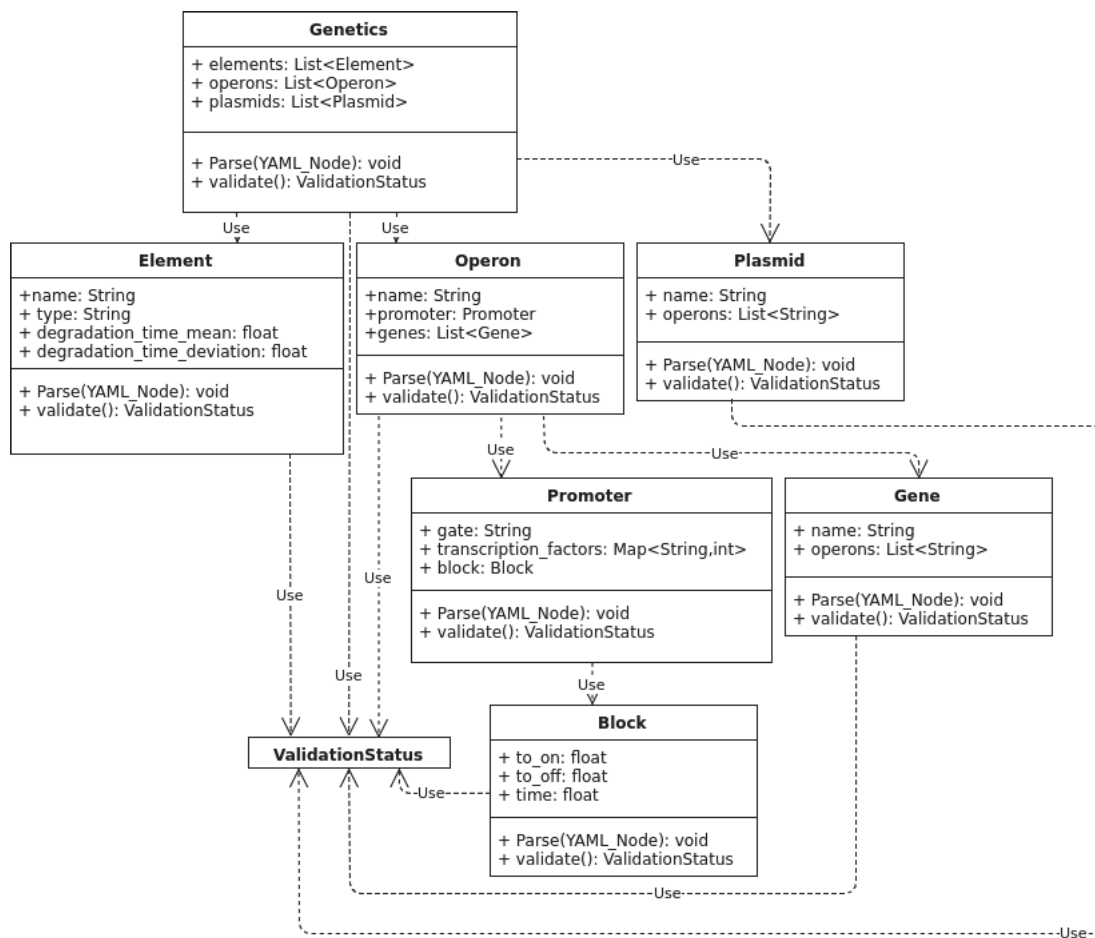 Genetics
+ elements: List<Element>
+ operons: List<Operon>
+ plasmids: List<Plasmid>
+ Parse(YAML_Node): void
+ validate(): ValidationStatus
Use
Use
Use
Element
+name: String
+ type: String
+ degradation_time_mean: float
+ degradation_time_deviation: float
+ Parse(YAML_Node): void
+ validate(): ValidationStatus
Operon
+name: String
+promoter: Promoter
+genes: List<Gene>
+ Parse(YAML_Node): void
+ validate(): ValidationStatus
Plasmid
+ name: String
+ operons: List<String>
+ Parse(YAML_Node): void
+ validate(): ValidationStatus
Use
Use
Promoter
+ gate: String
+ transcription_factors: Map<String,int>
+ block: Block
+ Parse(YAML_Node): void
+ validate(): ValidationStatus
Gene
+ name: String
+ operons: List<String>
+ Parse(YAML_Node): void
+ validate(): ValidationStatus
Use
Use
Use
Use
ValidationStatus
Use
Block
+ to_on: float
+ to_off: float
+ time: float
+ Parse(YAML_Node): void
+ validate(): ValidationStatus
Use
Use